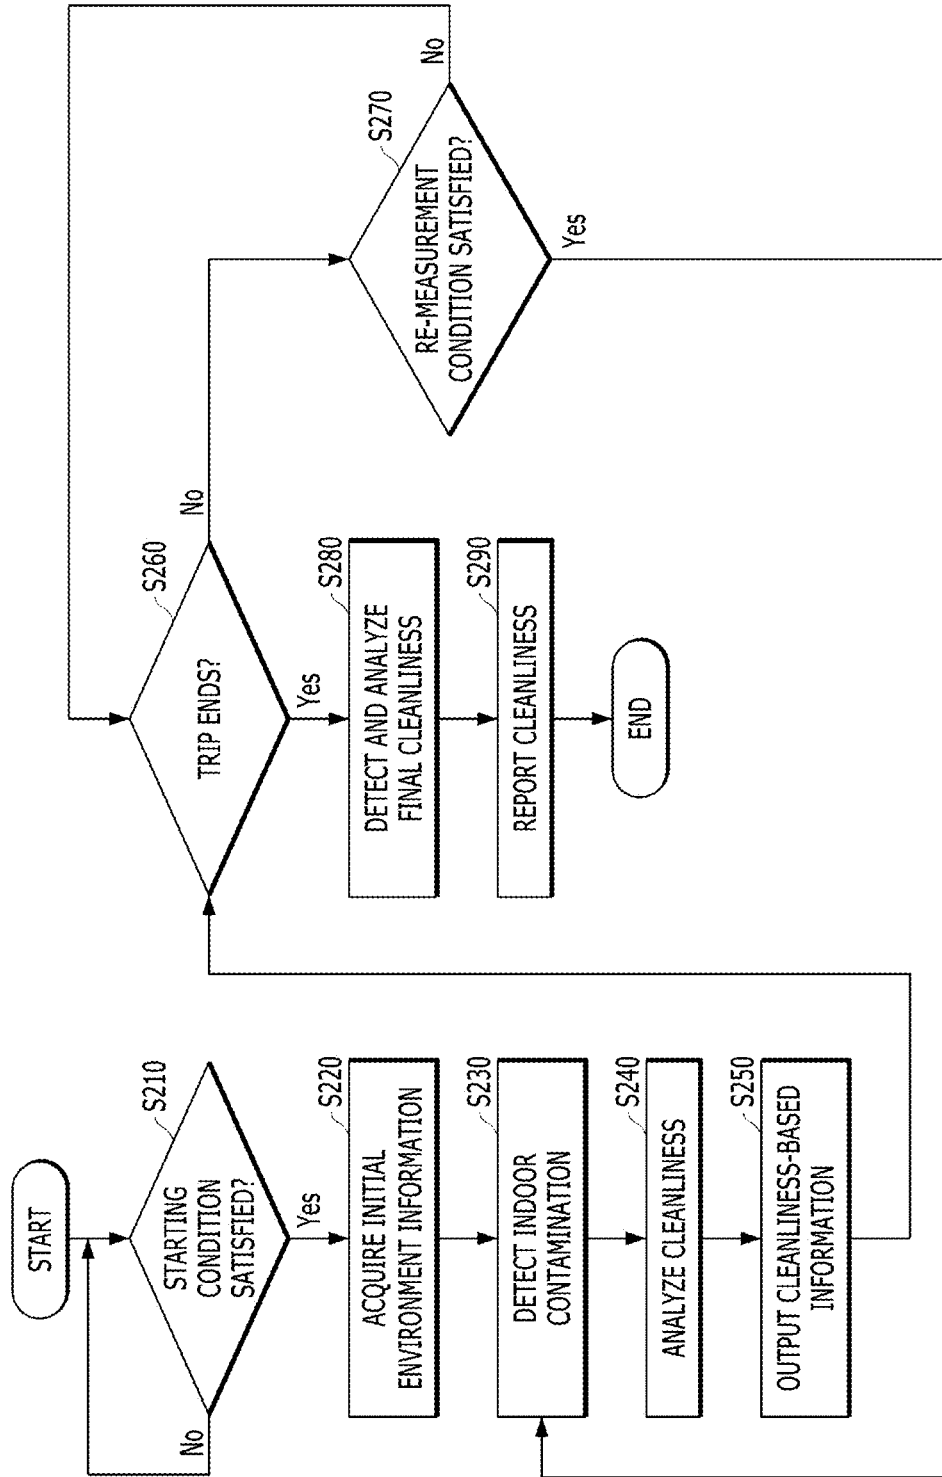 START
S210
STARTING
CONDITION
SATISFIED?
No
Yes
S220
ACQUIRE INITIAL
ENVIRONMENT INFORMATION
S230
DETECT INDOOR
CONTAMINATION
S240
ANALYZE CLEANLINESS
S250
OUTPUT CLEANLINESS-BASED
INFORMATION
S260
TRIP ENDS?
No
Yes
S280
DETECT AND ANALYZE
FINAL CLEANLINESS
S290
REPORT CLEANLINESS
END
S270
RE-MEASUREMENT
CONDITION SATISFIED?
No
Yes